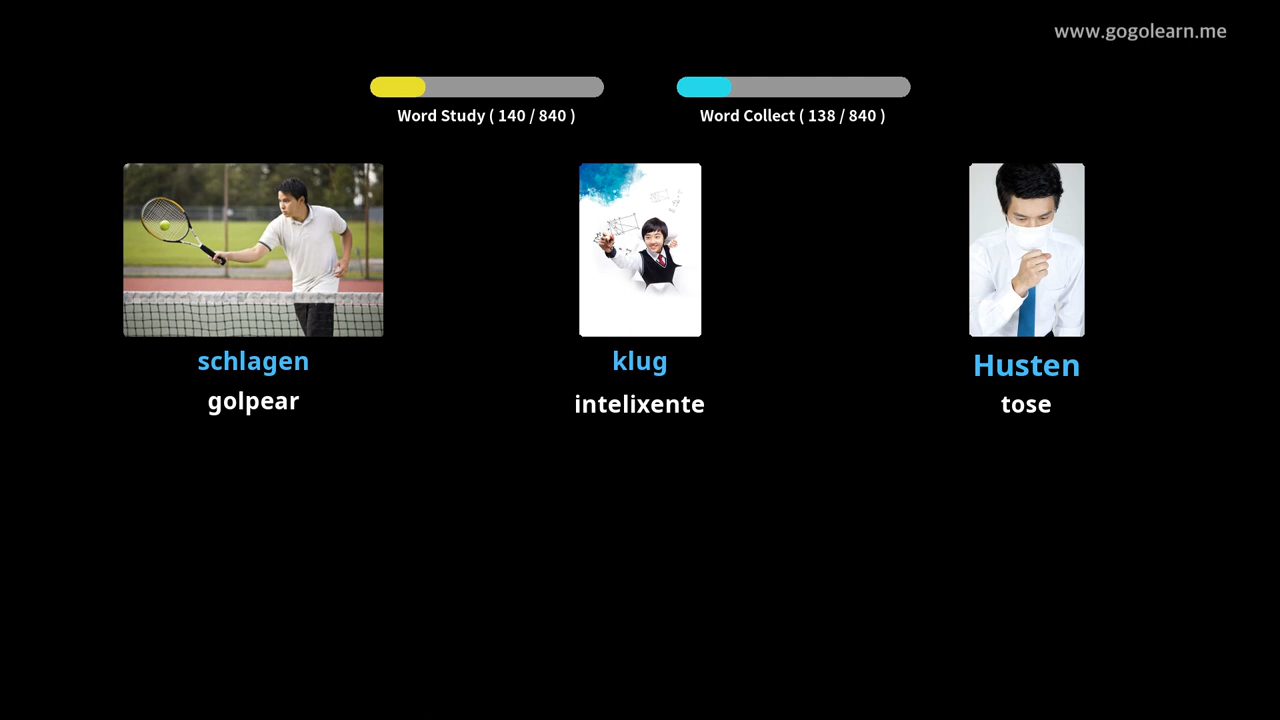 www.gogolearn.me
Word Study ( 140 / 840 )
Word Collect ( 138 / 840 )
schlagen
klug
Husten
golpear
intelixente
tose